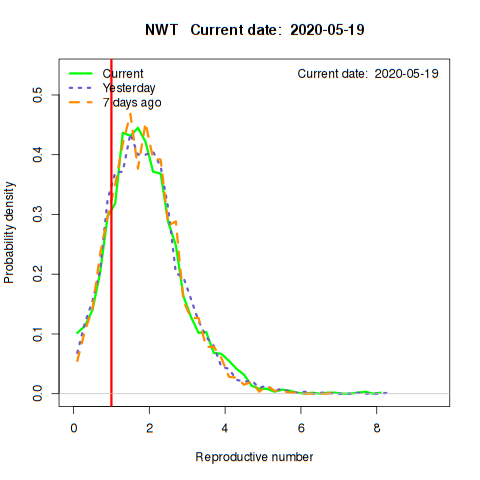 NWT   Current date:  2020-05-19
Current date:  2020-05-19
Current
Yesterday
7 days ago
Probability density
0.5
0.4
0.3
0.2
0.1
0.0
0 2 4 6 8
Reproductive number